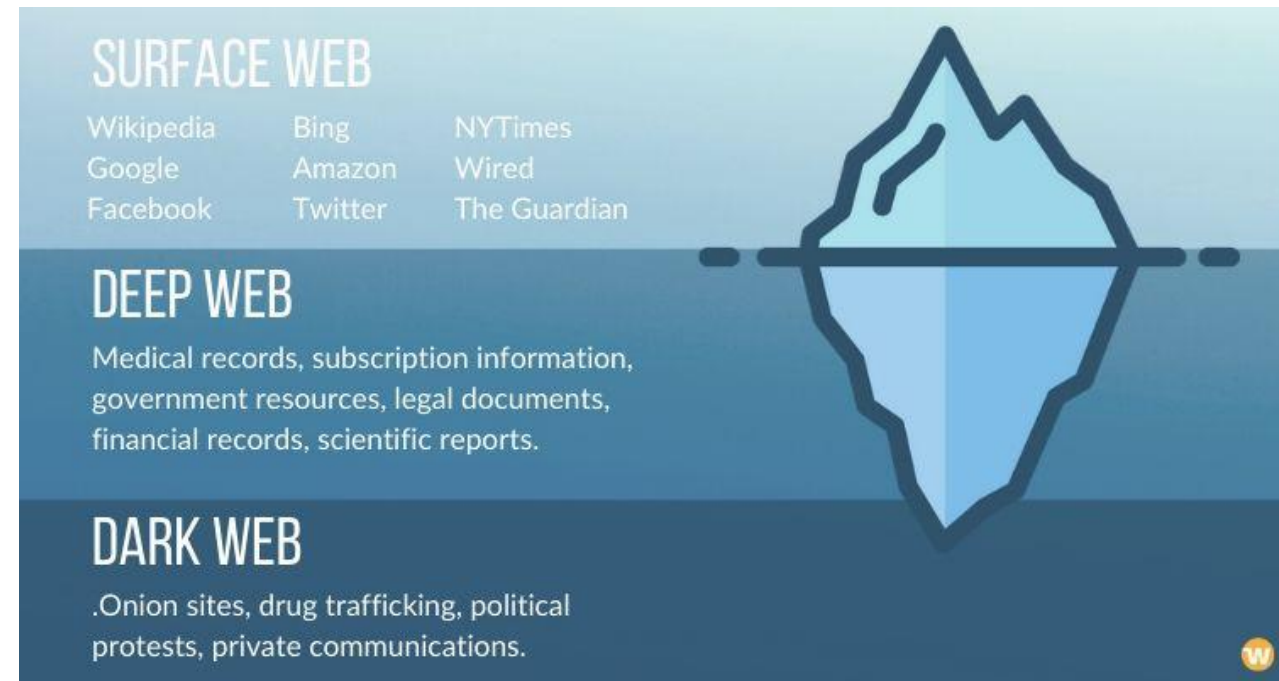 SURFACE WEB
Wikipedia Bing NYTimes
Google Amazon Wired
Facebook Twitter The Guardian
DEEP WEB
Medical records, subscription information,
government resources, legal documents,
financial records, scientific reports.
DARK WEB
.Onion sites, drug trafficking, political
protests, private communications.
W